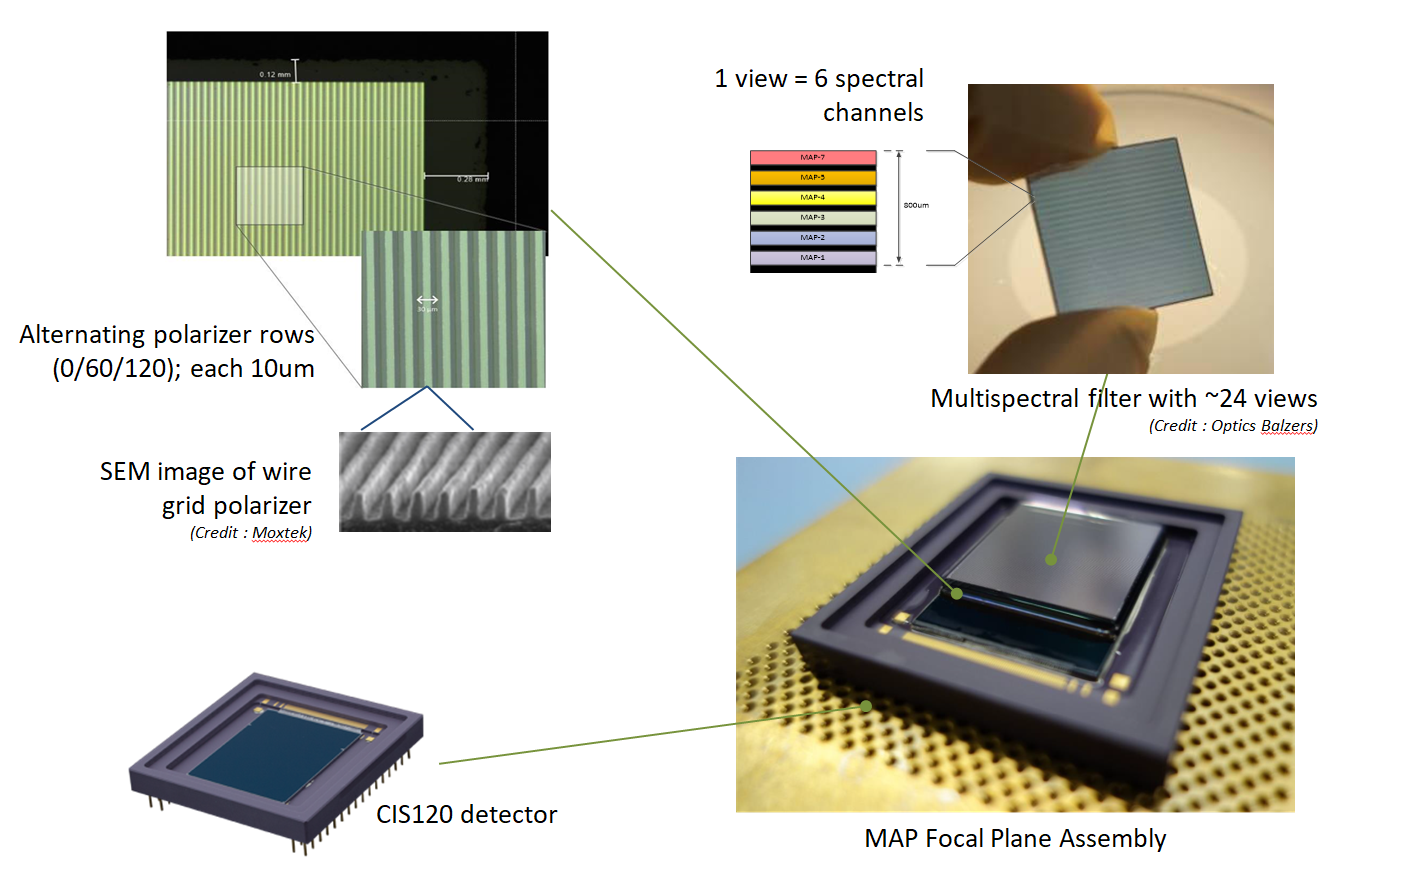 0.12 mm
0.28 mm
30 µm
Alternating polarizer rows
(0/60/120); each 10um
SEM image of wire
grid polarizer
(Credit : Moxtek)
1 view = 6 spectral
channels
MAP-7
MAP-5
MAP-4
MAP-3
MAP-2
MAP-1
800um
Multispectral filter with ~24 views
(Credit : Optics Balzers)
CIS120 detector
MAP Focal Plane Assembly